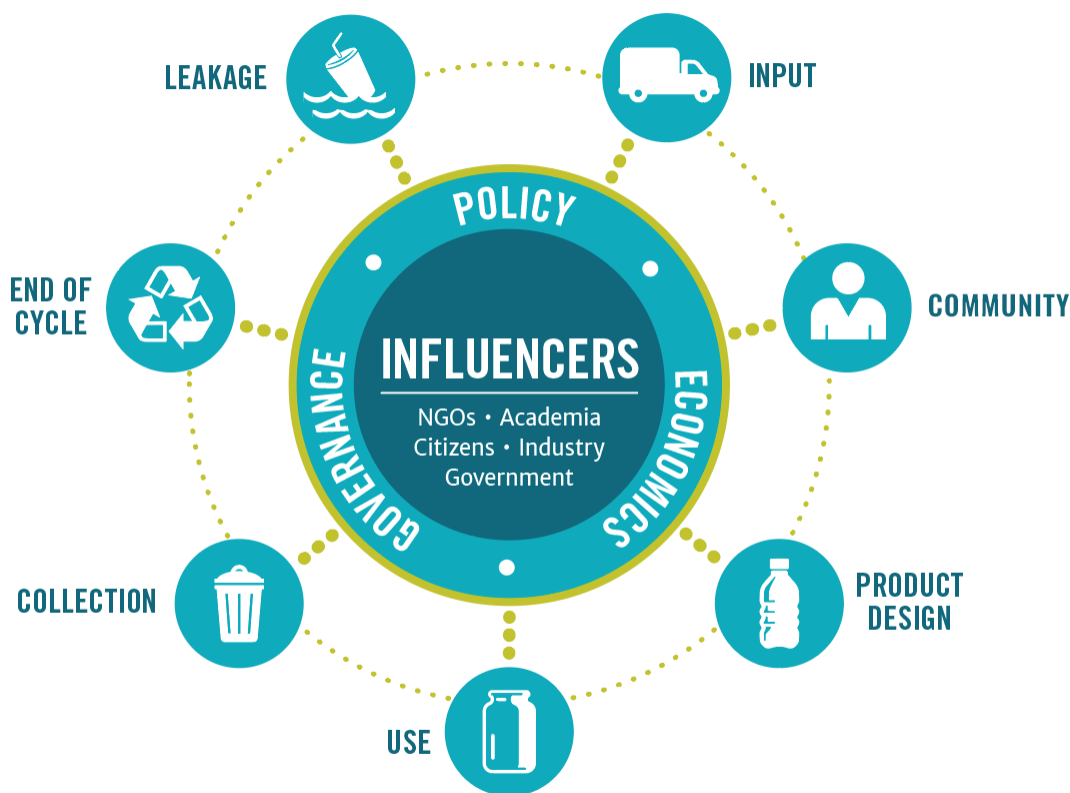 LEAKAGE
INPUT
POLICY
END OF
CYCLE
COMMUNITY
GOVERNANCE
ECONOMICS
INFLUENCERS
NGOs • Academia
Citizens • Industry
Government
COLLECTION
PRODUCT
DESIGN
USE